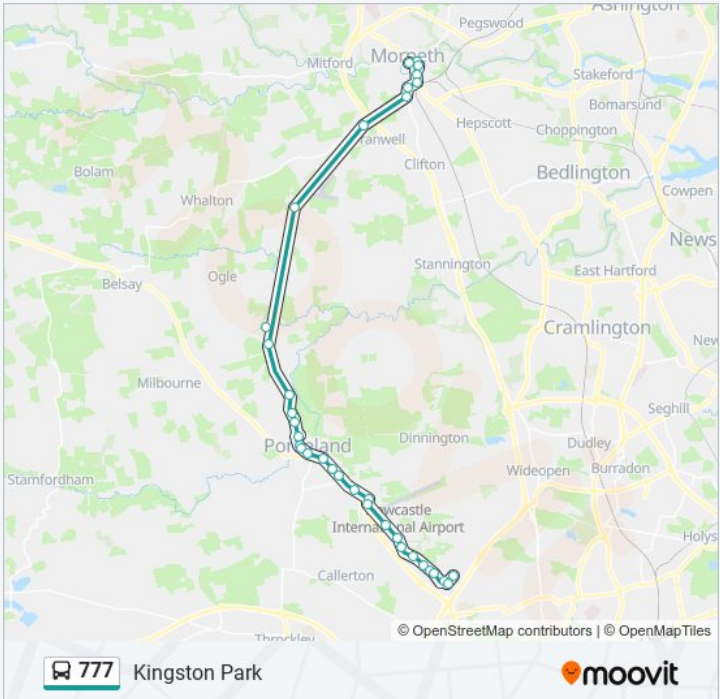 Ashington
Pegswood
Morpeth
Mitford
Stakeford
Bomarsund
Hepscott
Choppington
Tranwell
Clifton
Bolam
Bedlington
Cowpen
Whalton
News
Stannington
East Hartford
Ogle
Belsay
Cramlington
New
Milbourne
Seghill
Ponteland
Dinnington
Dudley
Wideopen
Burradon
Stamfordham
Newcastle
International Airport
Holys
Callerton
Throckley
© OpenStreetMap contributors | © OpenMapTiles
777 Kingston Park
moovit